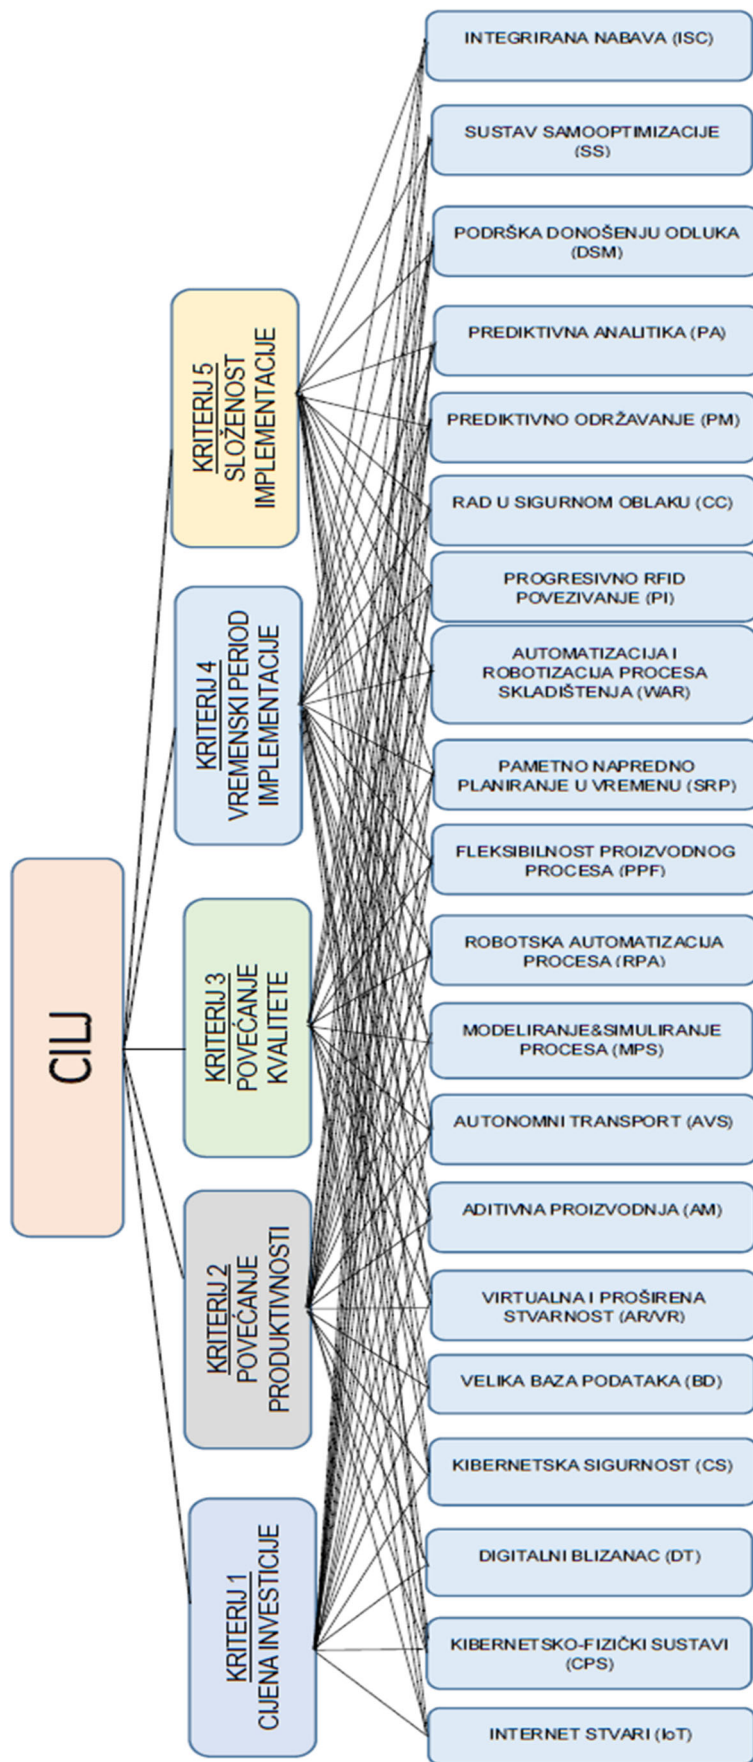 CILJ
KRITERIJ 5
SLOŽENOST
IMPLEMENTACIJE
KRITERIJ 4
VREMENSKI PERIOD
IMPLEMENTACIJE
KRITERIJ 3
POVEĆANJE
KVALITETE
KRITERIJ 2
POVEĆANJE
PRODUKTIVNOSTI
KRITERIJ 1
CIJENA INVESTICIJE
INTEGRIRANA NABAVA (ISC)
SUSTAV SAMOOPTIMIZACIJE
(SS)
PODRŠKA DONOŠENJU ODLUKA
(DSM)
PREDIKTIVNA ANALITIKA (PA)
PREDIKTIVNO ODRŽAVANJE (PM)
RAD U SIGURNOM OBLAKU (CC)
PROGRESIVNO RFID
POVEZIVANJE (PI)
AUTOMATIZACIJA I
ROBOTIZACIJA PROCESA
SKLADIŠTENJA (WAR)
PAMETNO NAPREDNO
PLANIRANJE U VREMENU (SRP)
FLEKSIBILNOST PROIZVODNOG
PROCESA (PPF)
ROBOTSKA AUTOMATIZACIJA
PROCESA (RPA)
MODELIRANJE&SIMULIRANJE
PROCESA (MPS)
AUTONOMNI TRANSPORT (AVS)
ADITIVNA PROIZVODNJA (AM)
VIRTUALNA I PROŠIRENA
STVARNOST (AR/VR)
VELIKA BAZA PODATAKA (BD)
KIBERNETSKA SIGURNOST (CS)
DIGITALNI BLIZANAC (DT)
KIBERNETSKO-FIZIČKI SUSTAVI
(CPS)
INTERNET STVARI (IoT)